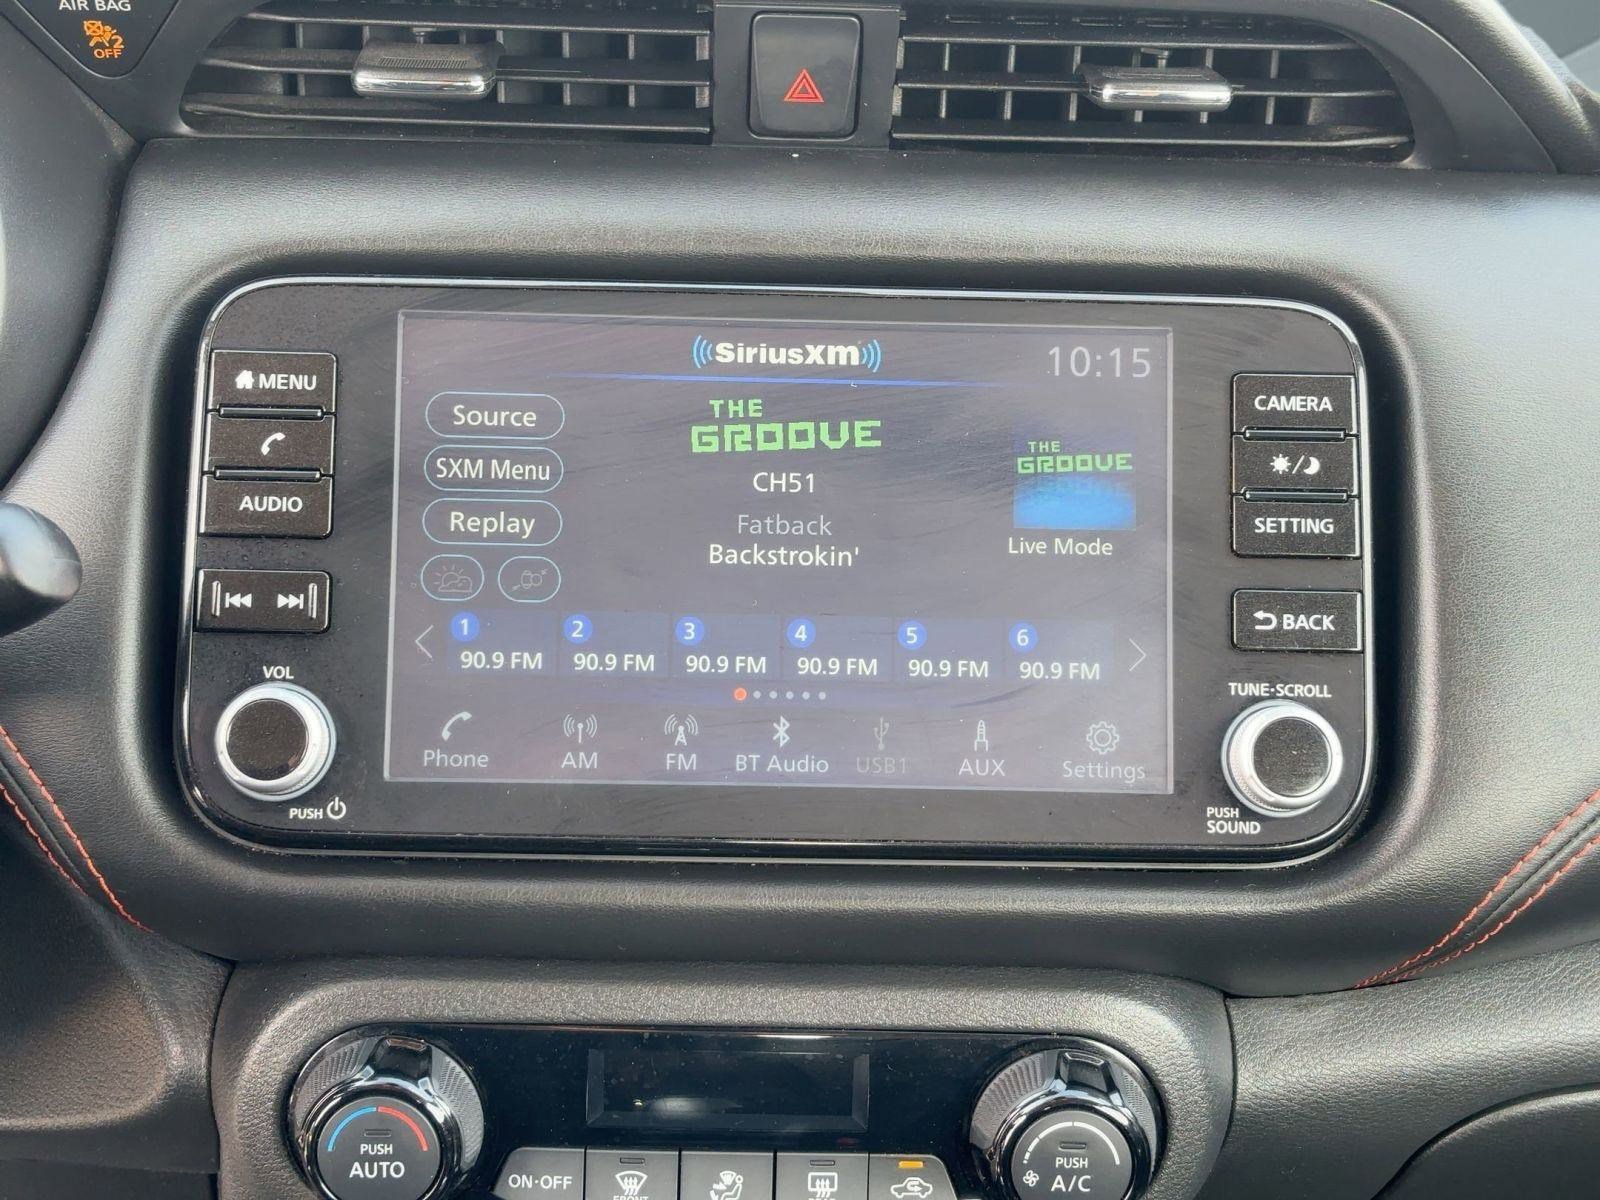 AIR BAG
2
OFF
MENU
AUDIO
VOL
PUSH
SiriusXM
10:15
Source
SXM Menu
Replay
THE
GROOVE
CH51
Fatback
Backstrokin'
THE
GROOVE
Live Mode
1 2 3 4 5 6
90.9 FM 90.9 FM 90.9 FM 90.9 FM 90.9 FM 90.9 FM
Phone AM FM BT Audio USB1 AUX Settings
CAMERA
SETTING
BACK
TUNE·SCROLL
PUSH
SOUND
PUSH
AUTO
ON·OFF
FRONT
REAR
PUSH
A/C